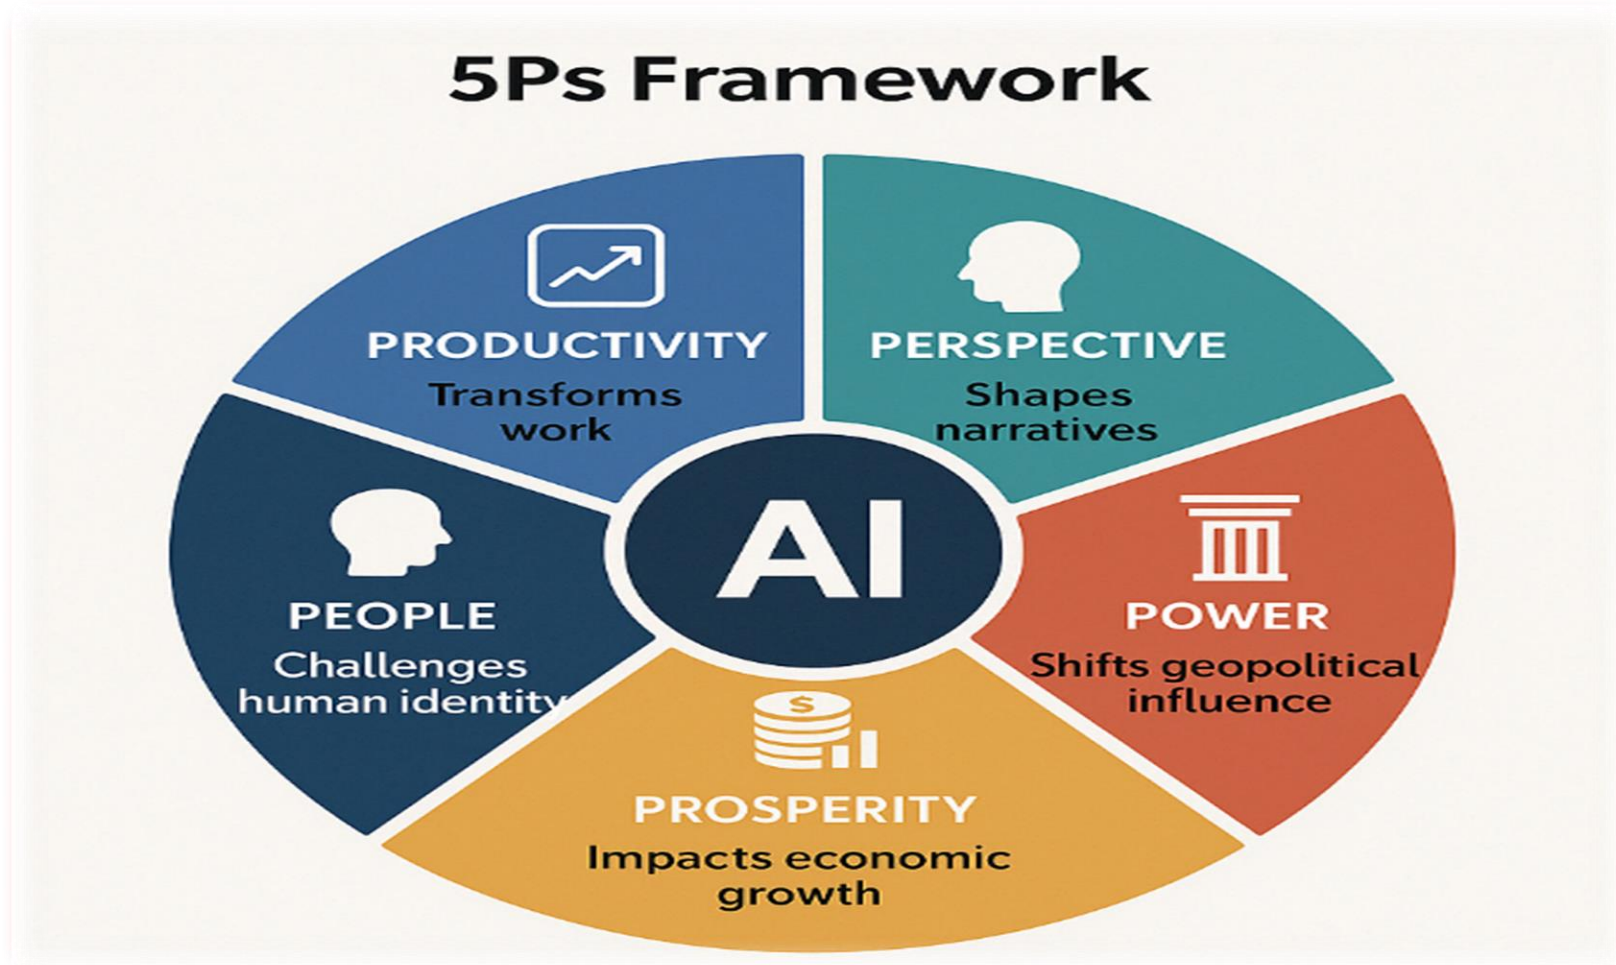 5Ps Framework
PRODUCTIVITY
Transforms
work
PERSPECTIVE
Shapes
narratives
AI
PEOPLE
Challenges
human identity
POWER
Shifts geopolitical
influence
$
PROSPERITY
Impacts economic
growth